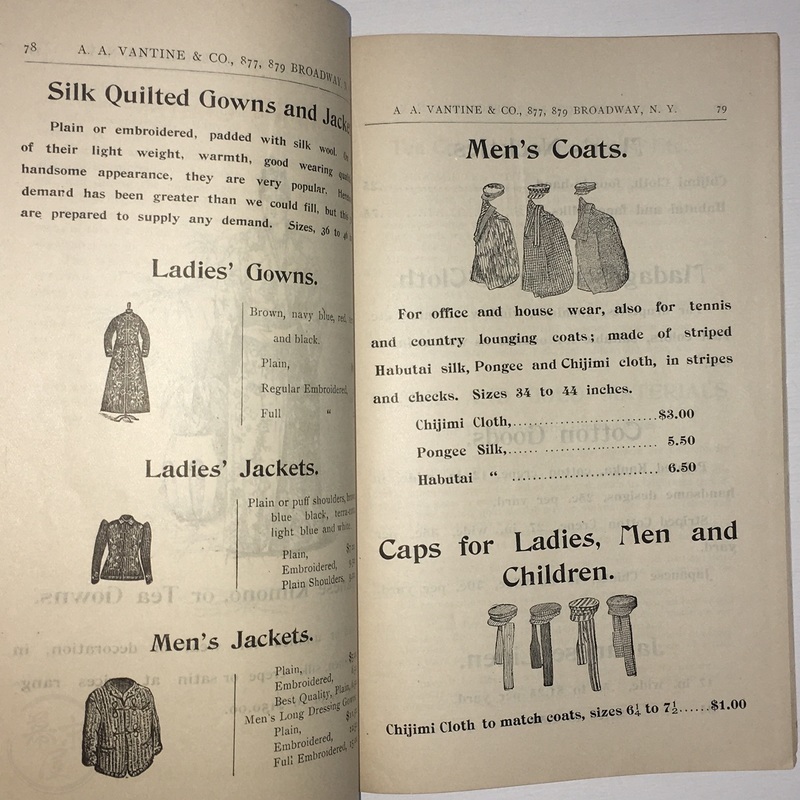 78 A. A. VANTINE & CO., 877, 879 BROADWAY,
Silk Quilted Gowns and
Plain or embroidered, padded with silk wool.
of their light weight, warmth, good wearing
handsome appearance, they are very popular.
demand has been greater than we could fill, but
are prepared to supply any demand. Sizes, 36 to
Ladies' Gowns.
Brown, navy blue, red,
and black.
Plain,
Regular Embroidered,
Full "
Ladies' Jackets.
Plain or puff shoulders,
blue black,
light blue and white.
Plain,
Embroidered,
Plain Shoulders,
Men's Jackets.
Plain,
Embroidered,
Best Quality, Plain,
Men's Long Dressing
Plain,
Embroidered,
Full Embroidered,
A A. VANTINE & CO., 877, 879 BROADWAY, N. Y. 79
Men's Coats.
For office and house wear, also for tennis
and country lounging coats; made of striped
Habutai silk, Pongee and Chijimi cloth, in stripes
and checks. Sizes 34 to 44 inches.
Chijimi Cloth,..............................$3.00
Pongee Silk,.............................. 5.50
Habutai " .............................. 6.50
Caps for Ladies, Men and
Children.
Chijimi Cloth to match coats, sizes 6¼ to 7½......$1.00